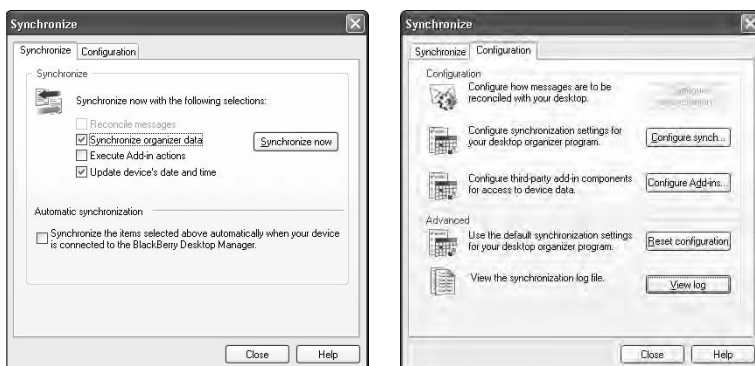 Synchronize
Synchronize Configuration
Synchronize
Synchronize now with the following selections:
Reconcile messages
Synchronize organizer data
Synchronize now
Execute Add-in actions
Update device's date and time
Automatic synchronization
Synchronize the items selected above automatically when your device
is connected to the BlackBerry Desktop Manager.
Close Help
Synchronize
Synchronize Configuration
Configuration
Configure how messages are to be
reconciled with your desktop.
Configure synchronization settings for
your desktop organizer program.
Configure synch...
Configure third-party add-in components
for access to device data.
Configure Add-ins...
Advanced
Use the default synchronization settings
for your desktop organizer program.
Reset configuration
View the synchronization log file.
View log
Close Help